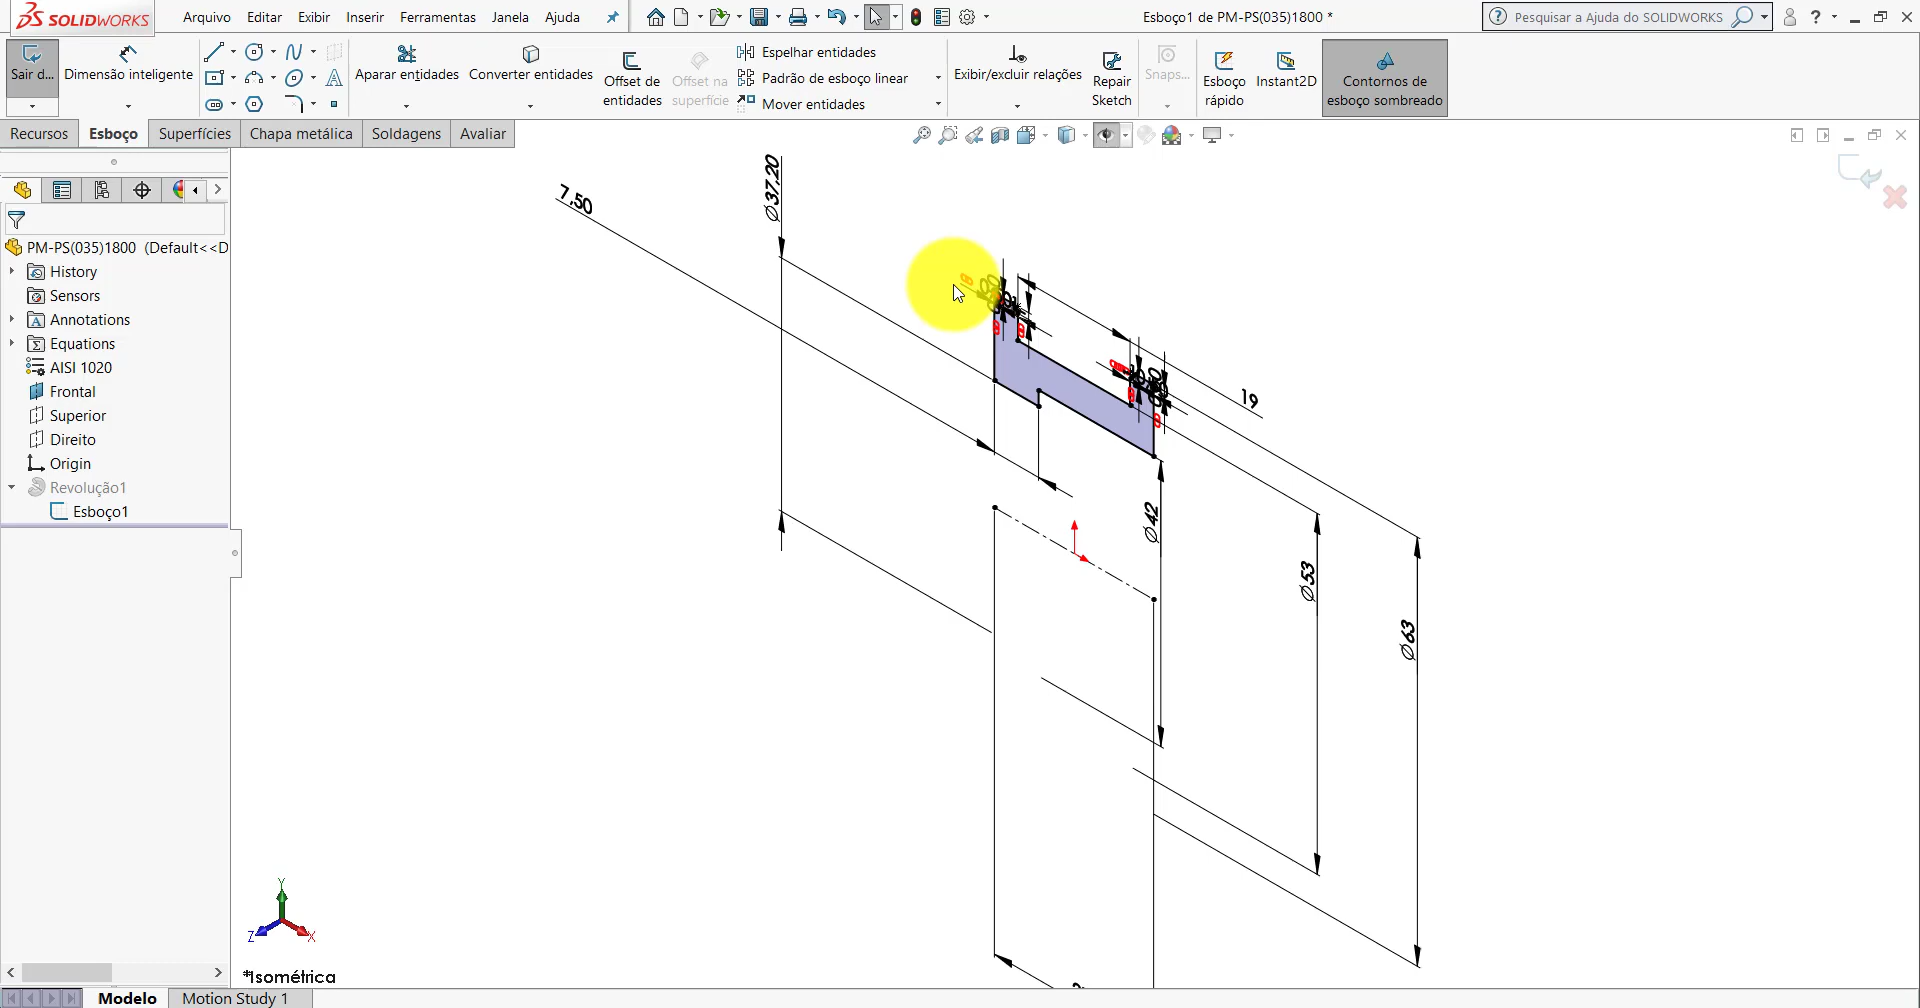 SOLIDWORKS
Arquivo Editar Exibir Inserir Ferramentas Janela Ajuda
Esboço1 de PM-PS(035)1800 *
Pesquisar a Ajuda do SOLIDWORKS
Sair d...
Dimensão inteligente
Aparar entidades
Converter entidades
Offset de entidades
Offset na superfície
Espelhar entidades
Padrão de esboço linear
Mover entidades
Exibir/excluir relações
Repair Sketch
Snaps...
Esboço rápido
Instant2D
Contornos de esboço sombreado
Recursos Esboço Superfícies Chapa metálica Soldagens Avaliar
PM-PS(035)1800 (Default<<D
History
Sensors
Annotations
Equations
AISI 1020
Frontal
Superior
Direito
Origin
Revolução1
Esboço1
7,50
Ø37,20
19
Ø42
Ø53
Ø63
Y
Z
X
*Isométrica
Modelo Motion Study 1